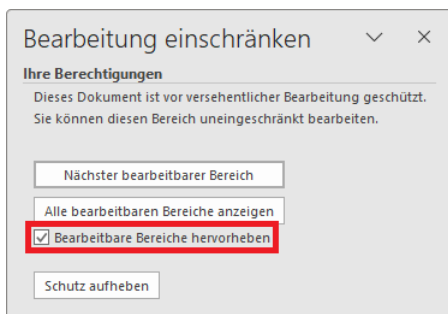 Bearbeitung einschränken
Ihre Berechtigungen
Dieses Dokument ist vor versehentlicher Bearbeitung geschützt.
Sie können diesen Bereich uneingeschränkt bearbeiten.
Nächster bearbeitbarer Bereich
Alle bearbeitbaren Bereiche anzeigen
Bearbeitbare Bereiche hervorheben
Schutz aufheben